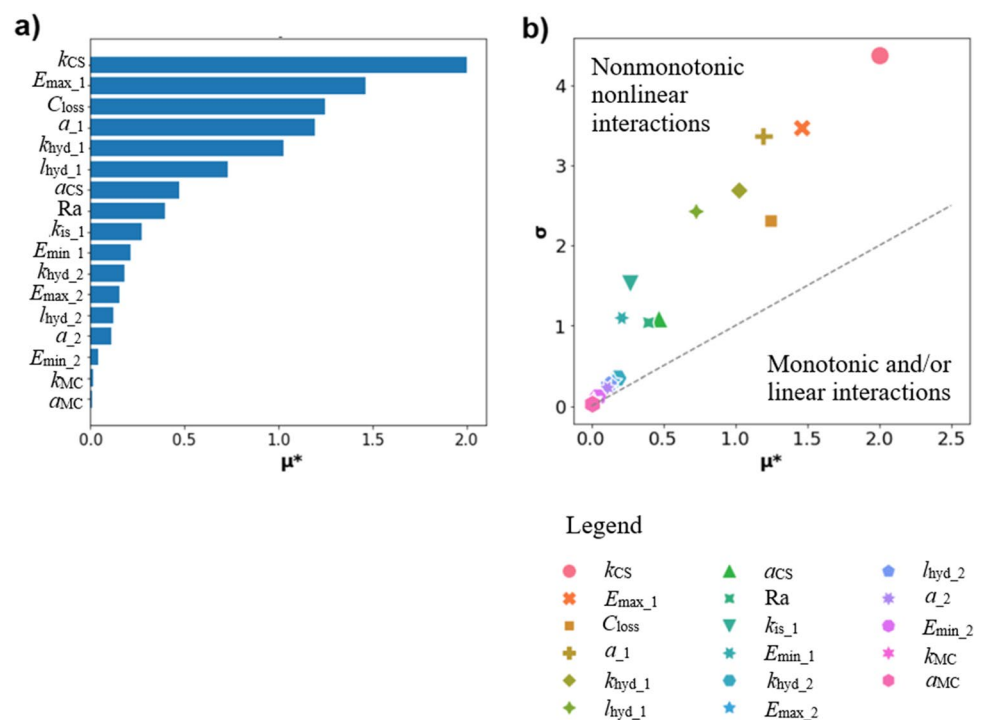 a)
kCS
Emax_1
Closs
a_1
khyd_1
lhyd_1
aCS
Ra
kis_1
Emin_1
khyd_2
Emax_2
lhyd_2
a_2
Emin_2
kMC
aMC
0.0 0.5 1.0 1.5 2.0
μ*
b)
Nonmonotonic
nonlinear
interactions
4
3
2
1
0
σ
Monotonic and/or
linear interactions
0.0 0.5 1.0 1.5 2.0 2.5
μ*
Legend
kCS
Emax_1
Closs
a_1
khyd_1
lhyd_1
aCS
Ra
kis_1
Emin_1
khyd_2
Emax_2
lhyd_2
a_2
Emin_2
kMC
aMC